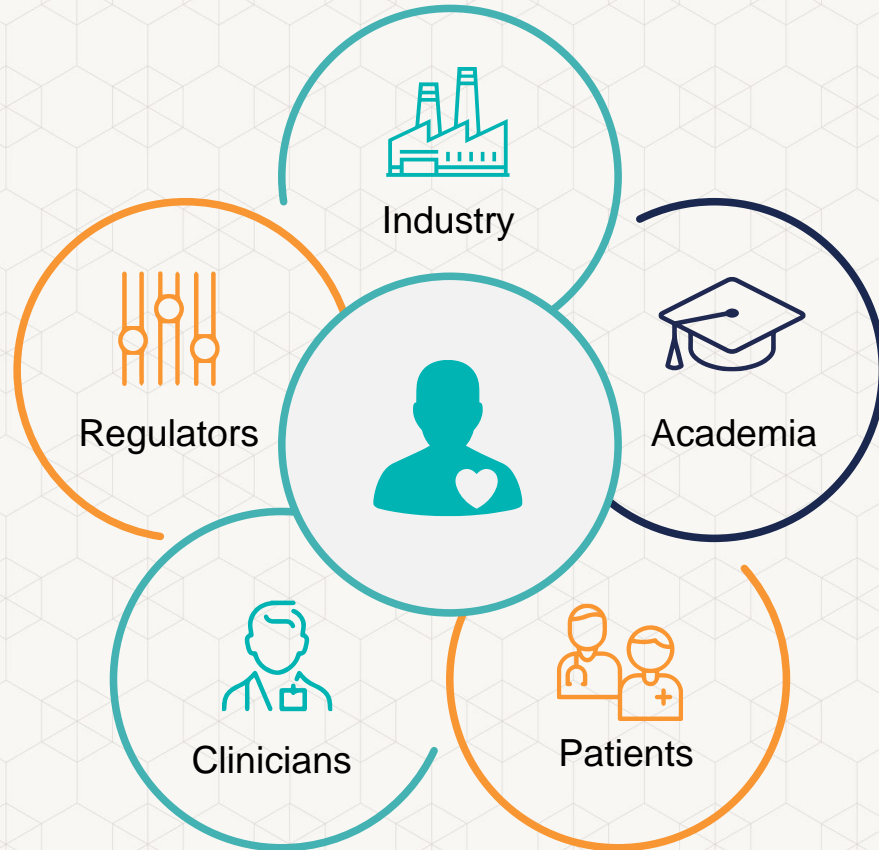 Industry
Regulators
Academia
Clinicians
Patients